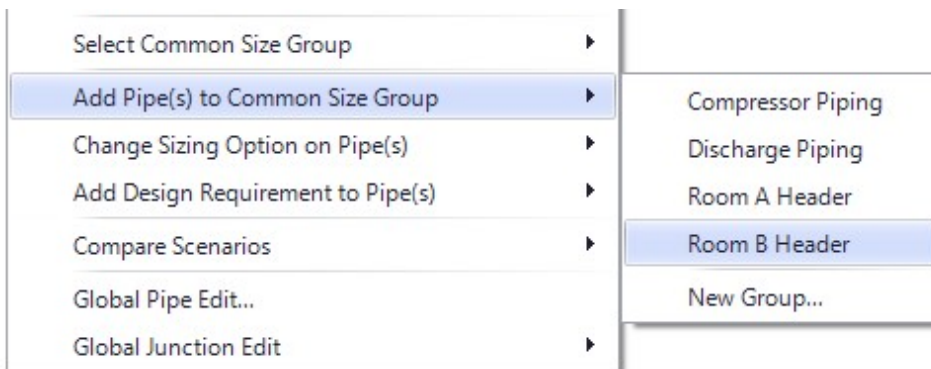 Select Common Size Group
Add Pipe(s) to Common Size Group
Change Sizing Option on Pipe(s)
Add Design Requirement to Pipe(s)
Compare Scenarios
Global Pipe Edit...
Global Junction Edit
Compressor Piping
Discharge Piping
Room A Header
Room B Header
New Group...